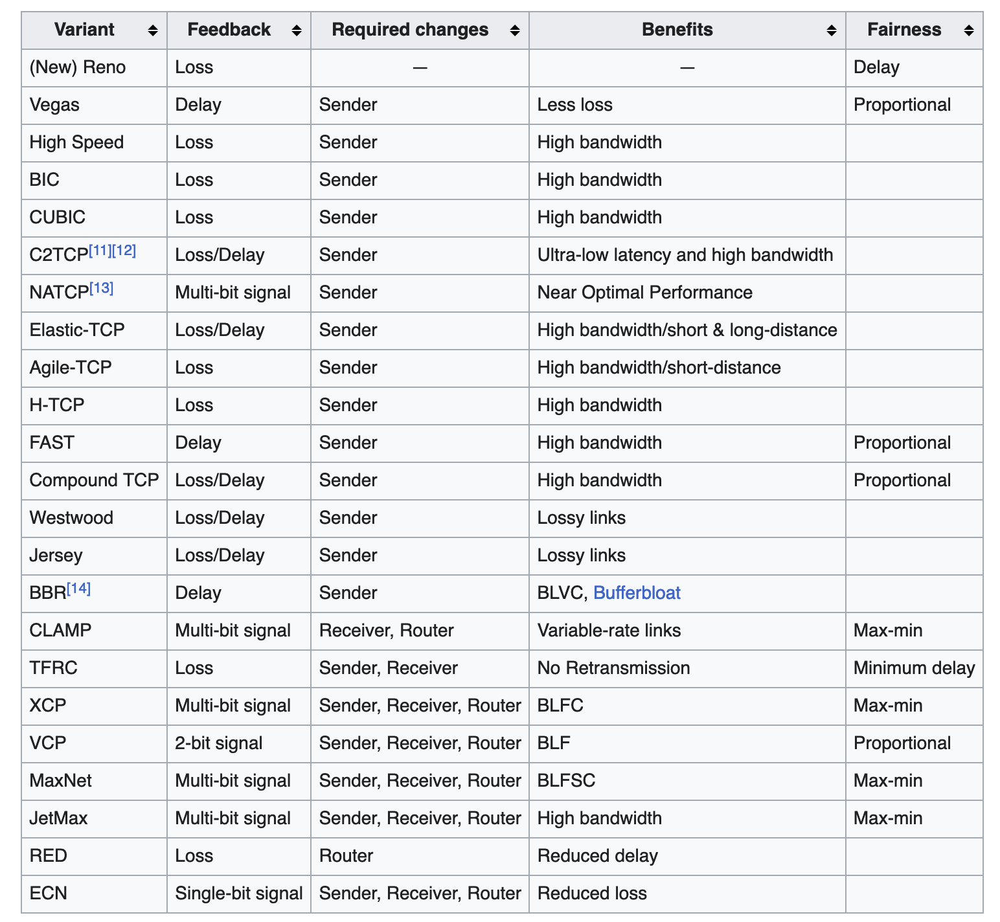 Variant Feedback Required changes Benefits Fairness
(New) Reno Loss — — Delay
Vegas Delay Sender Less loss Proportional
High Speed Loss Sender High bandwidth
BIC Loss Sender High bandwidth
CUBIC Loss Sender High bandwidth
C2TCP[11][12] Loss/Delay Sender Ultra-low latency and high bandwidth
NATCP[13] Multi-bit signal Sender Near Optimal Performance
Elastic-TCP Loss/Delay Sender High bandwidth/short & long-distance
Agile-TCP Loss Sender High bandwidth/short-distance
H-TCP Loss Sender High bandwidth
FAST Delay Sender High bandwidth Proportional
Compound TCP Loss/Delay Sender High bandwidth Proportional
Westwood Loss/Delay Sender Lossy links
Jersey Loss/Delay Sender Lossy links
BBR[14] Delay Sender BLVC, Bufferbloat
CLAMP Multi-bit signal Receiver, Router Variable-rate links Max-min
TFRC Loss Sender, Receiver No Retransmission Minimum delay
XCP Multi-bit signal Sender, Receiver, Router BLFC Max-min
VCP 2-bit signal Sender, Receiver, Router BLF Proportional
MaxNet Multi-bit signal Sender, Receiver, Router BLFSC Max-min
JetMax Multi-bit signal Sender, Receiver, Router High bandwidth Max-min
RED Loss Router Reduced delay
ECN Single-bit signal Sender, Receiver, Router Reduced loss